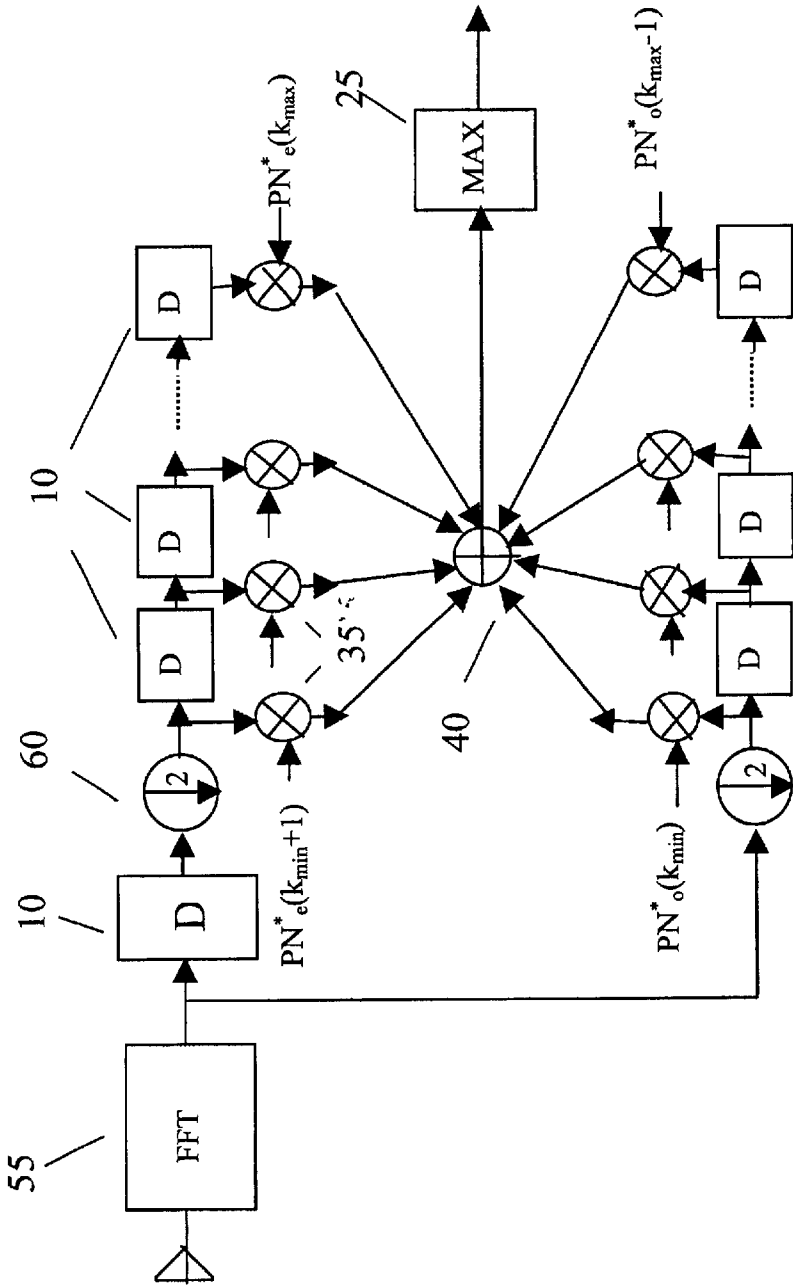 55
FFT
10
D
60
2
D
D
10
D
PN*e(kmin+1)
35
PN*e(kmax)
40
MAX
25
PN*o(kmin)
PN*o(kmax-1)
2
D
D
D